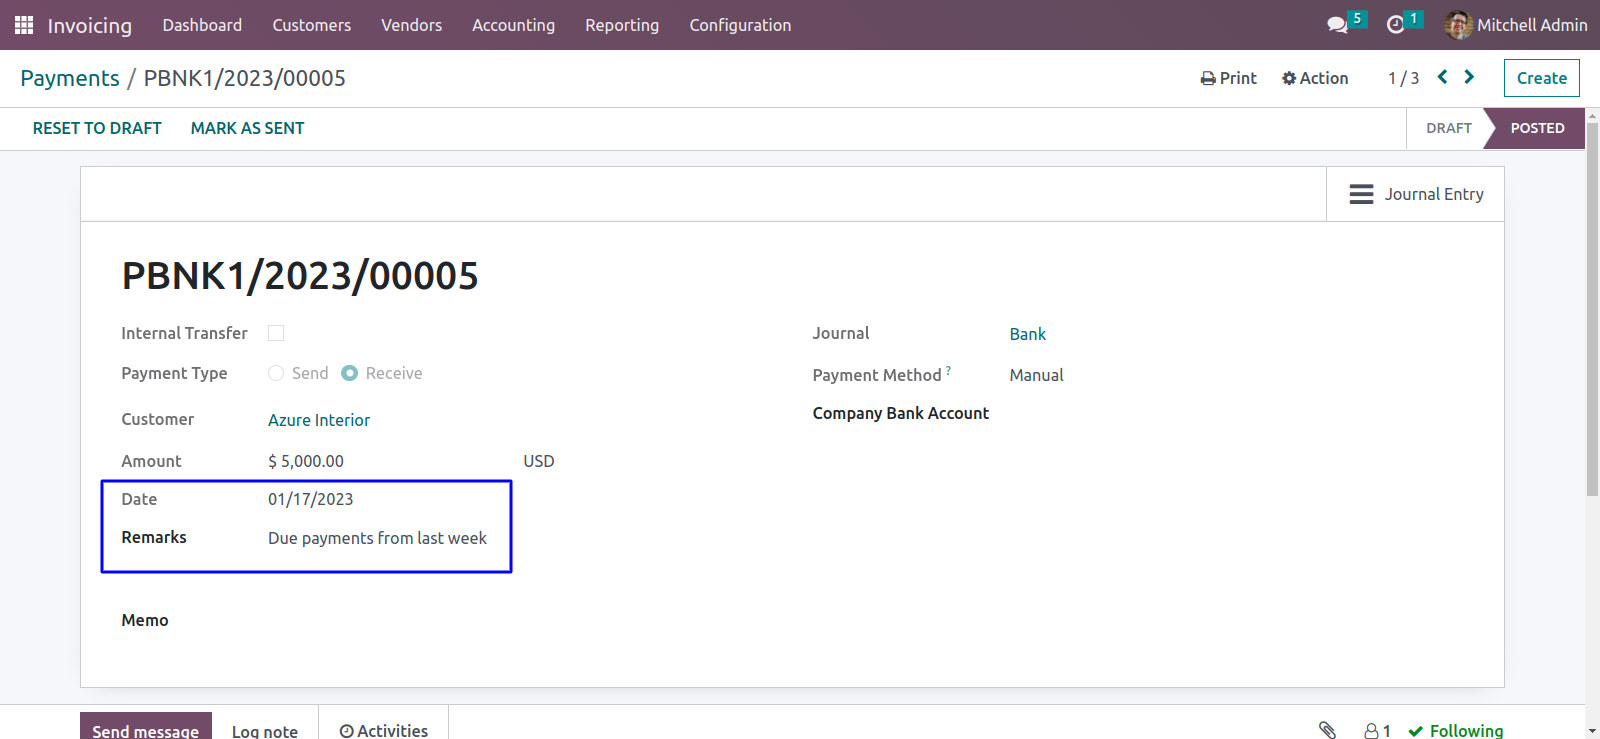 Invoicing Dashboard Customers Vendors Accounting Reporting Configuration 5 1 Mitchell Admin
Payments / PBNK1/2023/00005 Print Action 1 / 3 Create
RESET TO DRAFT MARK AS SENT DRAFT POSTED
Journal Entry
PBNK1/2023/00005
Internal Transfer Journal Bank
Payment Type Send Receive Payment Method ? Manual
Customer Azure Interior Company Bank Account
Amount $ 5,000.00 USD
Date 01/17/2023
Remarks Due payments from last week
Memo
Send message Log note Activities 1 Following